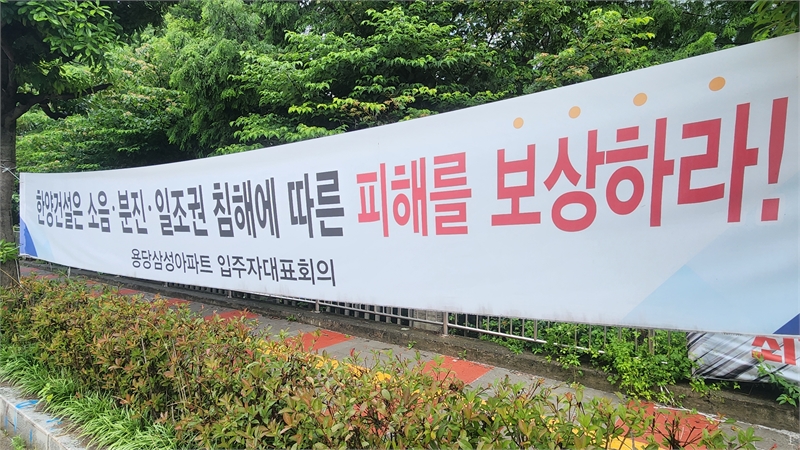 한양건설은 소음·분진·일조권 침해에 따른 피해를 보상하라!
용당삼성아파트 입주자대표회의